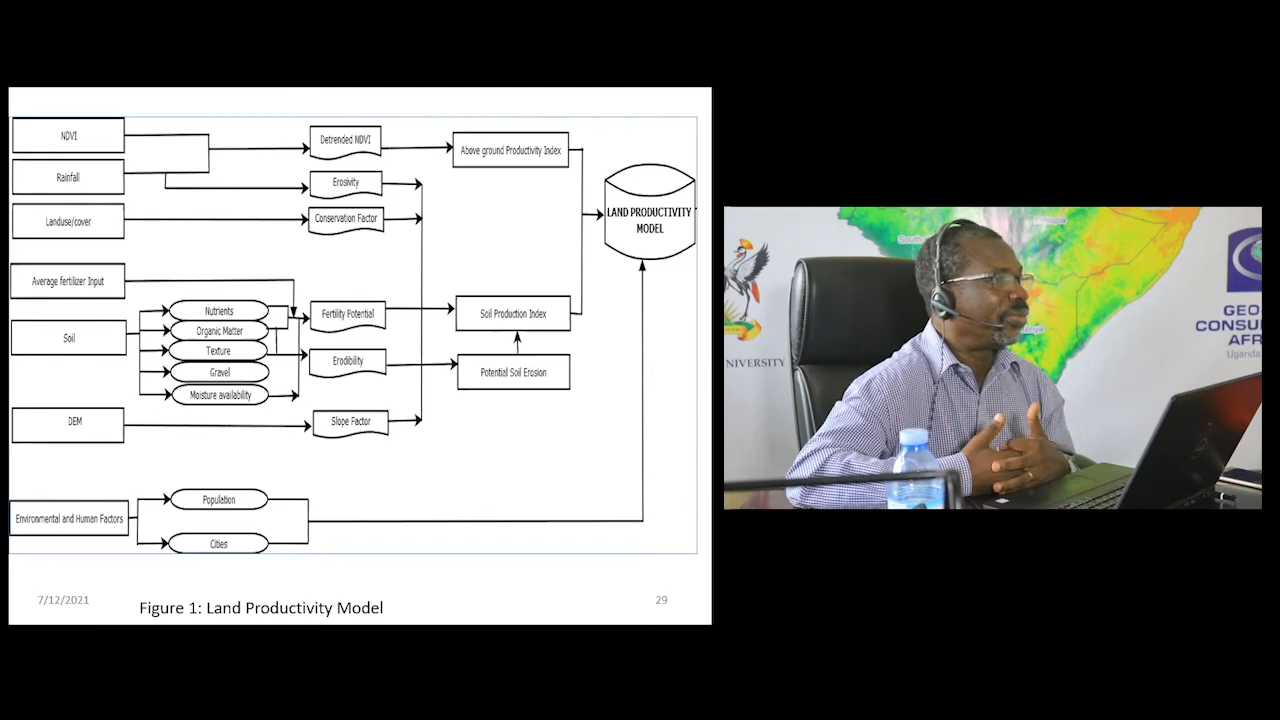 NDVI
Rainfall
Landuse/cover
Average fertilizer Input
Soil
DEM
Environmental and Human Factors
Nutrients
Organic Matter
Texture
Gravel
Moisture availability
Population
Cities
Detrended NDVI
Erosivity
Conservation Factor
Fertility Potential
Erodibility
Slope Factor
Above ground Productivity Index
Soil Production Index
Potential Soil Erosion
LAND PRODUCTIVITY
MODEL
7/12/2021
Figure 1: Land Productivity Model
29
South
Ethiopia
UNIVERSITY
GEO
CONSU
AFR
Uganda